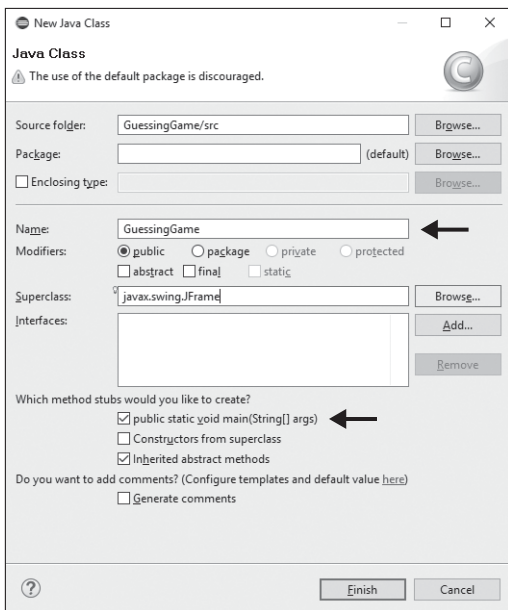 New Java Class
Java Class
The use of the default package is discouraged.
Source folder: GuessingGame/src Browse...
Package: (default) Browse...
Enclosing type: Browse...
Name: GuessingGame
Modifiers: public package private protected
abstract final static
Superclass: javax.swing.JFrame Browse...
Interfaces: Add...
Remove
Which method stubs would you like to create?
public static void main(String[] args)
Constructors from superclass
Inherited abstract methods
Do you want to add comments? (Configure templates and default value here)
Generate comments
? Finish Cancel